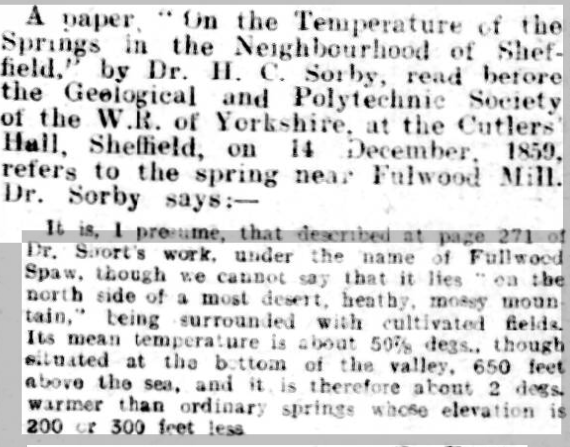 A paper, "On the Temperature of the
Springs in the Neighbourhood of Shef-
field," by Dr. H. C. Sorby, read before
the Geological and Polytechnic Society
of the W.R. of Yorkshire, at the Cutlers'
Hall, Sheffield, on 14 December, 1859,
refers to the spring near Fulwood Mill.
Dr. Sorby says:—
It is, I presume, that described at page 271 of
Dr. Short's work, under the name of Fullwood
Spaw, though we cannot say that it lies "on the
north side of a most desert, heathy, mossy moun-
tain," being surrounded with cultivated fields.
Its mean temperature is about degs., though
situated at the bottom of the valley, 650 feet
above the sea, and it is therefore about 2 degs.
warmer than ordinary springs whose elevation is
200 or 300 feet less